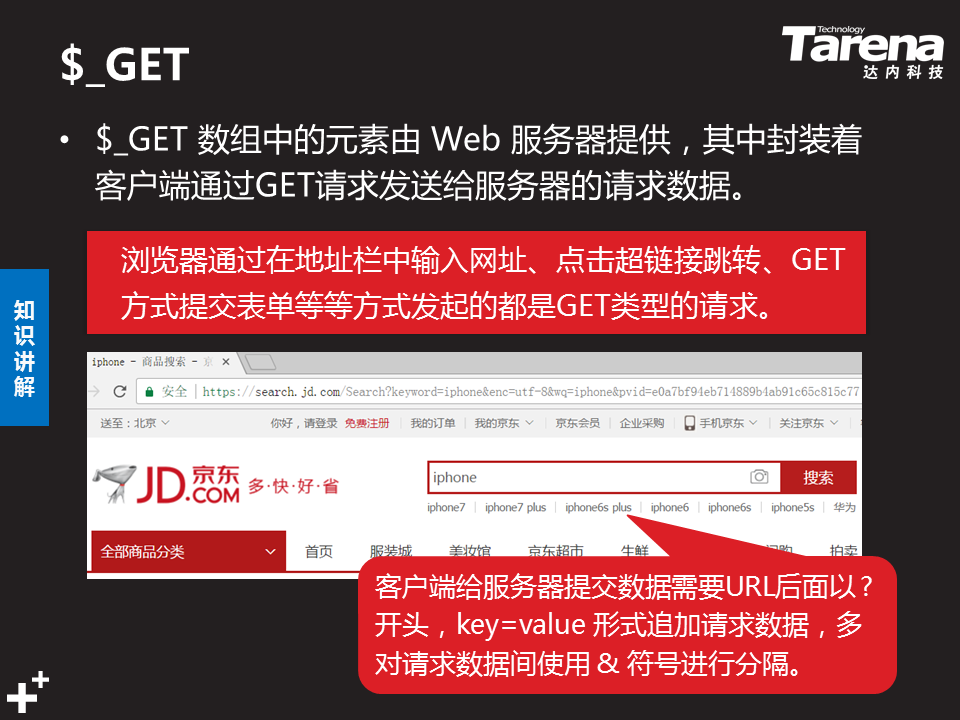 $_GET
Technology
Tarena
达内科技
• $_GET 数组中的元素由 Web 服务器提供，其中封装着
客户端通过GET请求发送给服务器的请求数据。
浏览器通过在地址栏中输入网址、点击超链接跳转、GET
方式提交表单等等方式发起的都是GET类型的请求。
知识讲解
iphone - 商品搜索 - 京
安全 https://search.jd.com/Search?keyword=iphone&enc=utf-8&wq=iphone&pvid=e0a7bf94eb714889b4ab91c65c815c77
送至：北京 你好，请登录 免费注册 我的订单 我的京东 京东会员 企业采购 手机京东 关注京东
JD.COM 京东 多·快·好·省
iphone 搜索
iphone7 iphone7 plus iphone6s plus iphone6 iphone6s iphone5s 华为
全部商品分类 首页 服装城 美妆馆 京东超市 生鲜 闪购 拍卖
客户端给服务器提交数据需要URL后面以？
开头，key=value 形式追加请求数据，多
对请求数据间使用 & 符号进行分隔。